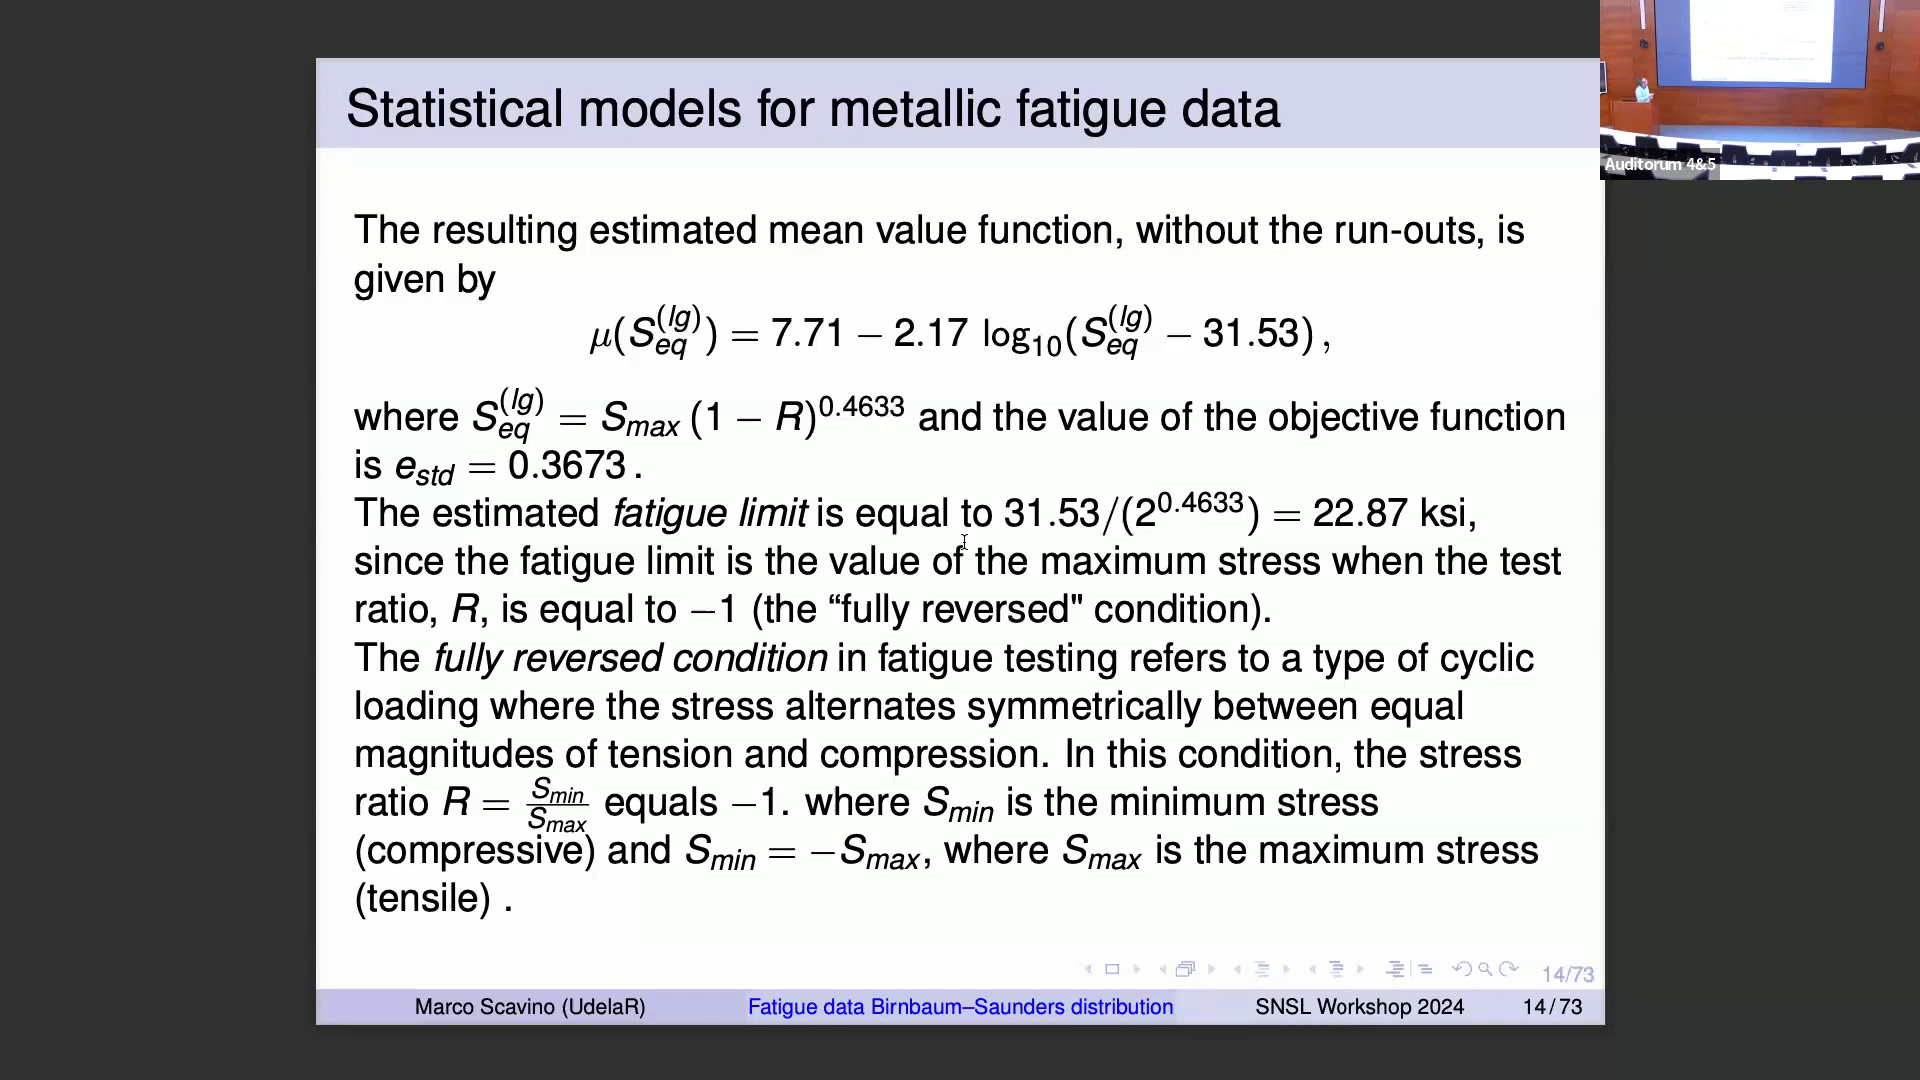 Statistical models for metallic fatigue data
Auditorum 4&5
The resulting estimated mean value function, without the run-outs, is
given by
μ(S_eq^(lg)) = 7.71 − 2.17 log₁₀(S_eq^(lg) − 31.53) ,
where S_eq^(lg) = S_max (1 − R)^0.4633 and the value of the objective function
is e_std = 0.3673 .
The estimated fatigue limit is equal to 31.53/(2^0.4633) = 22.87 ksi,
since the fatigue limit is the value of the maximum stress when the test
ratio, R, is equal to −1 (the “fully reversed" condition).
The fully reversed condition in fatigue testing refers to a type of cyclic
loading where the stress alternates symmetrically between equal
magnitudes of tension and compression. In this condition, the stress
ratio R = S_min/S_max equals −1. where S_min is the minimum stress
(compressive) and S_min = −S_max, where S_max is the maximum stress
(tensile) .
14/73
Marco Scavino (UdelaR) Fatigue data Birnbaum–Saunders distribution SNSL Workshop 2024 14 / 73